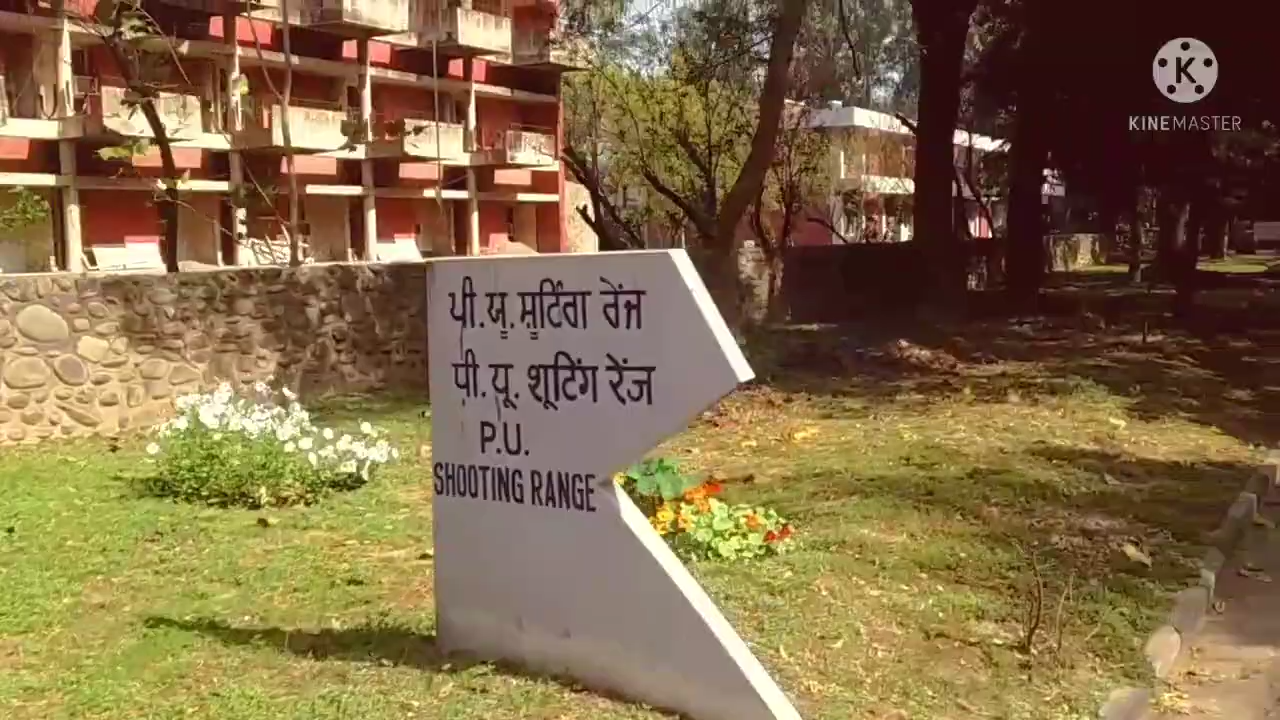 ਪੀ.ਯੂ. ਸ਼ੂਟਿੰਗ ਰੇਂਜ
पी.यू. शूटिंग रेंज
P.U.
SHOOTING RANGE
K
KINEMASTER